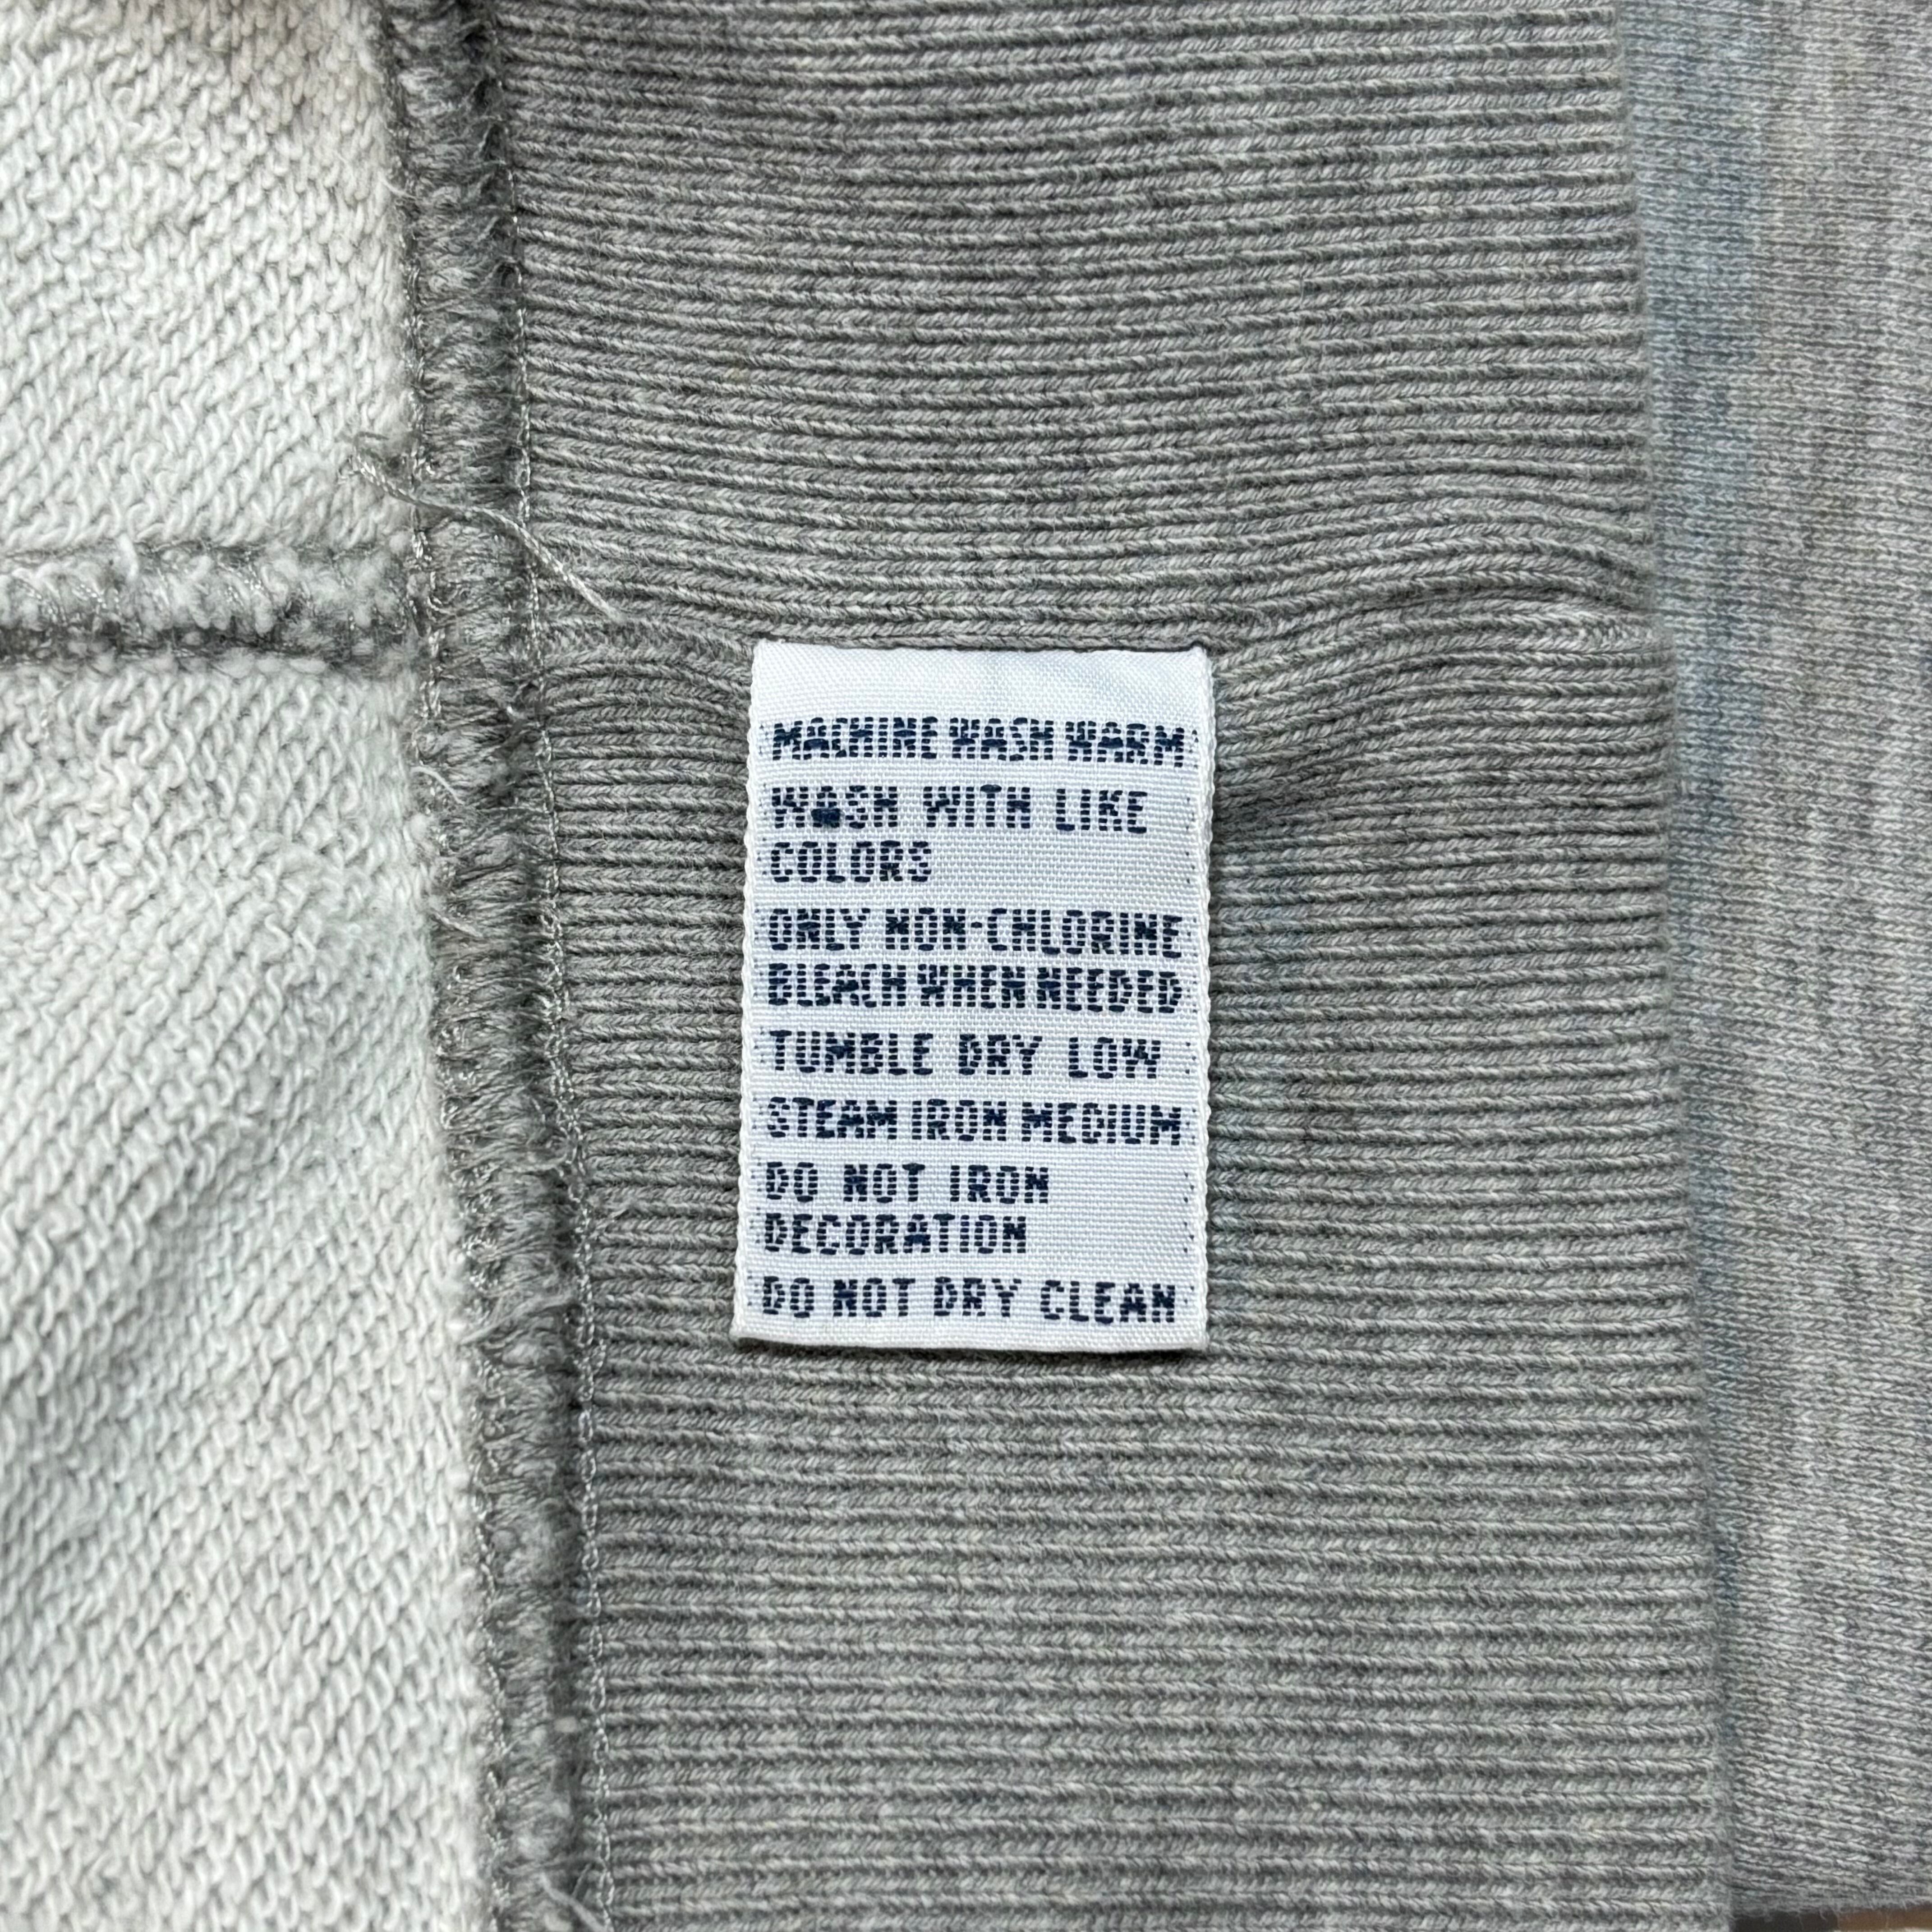 MACHINE WASH WARM
WASH WITH LIKE
COLORS
ONLY NON-CHLORINE
BLEACH WHEN NEEDED
TUMBLE DRY LOW
STEAM IRON MEDIUM
DO NOT IRON
DECORATION
DO NOT DRY CLEAN